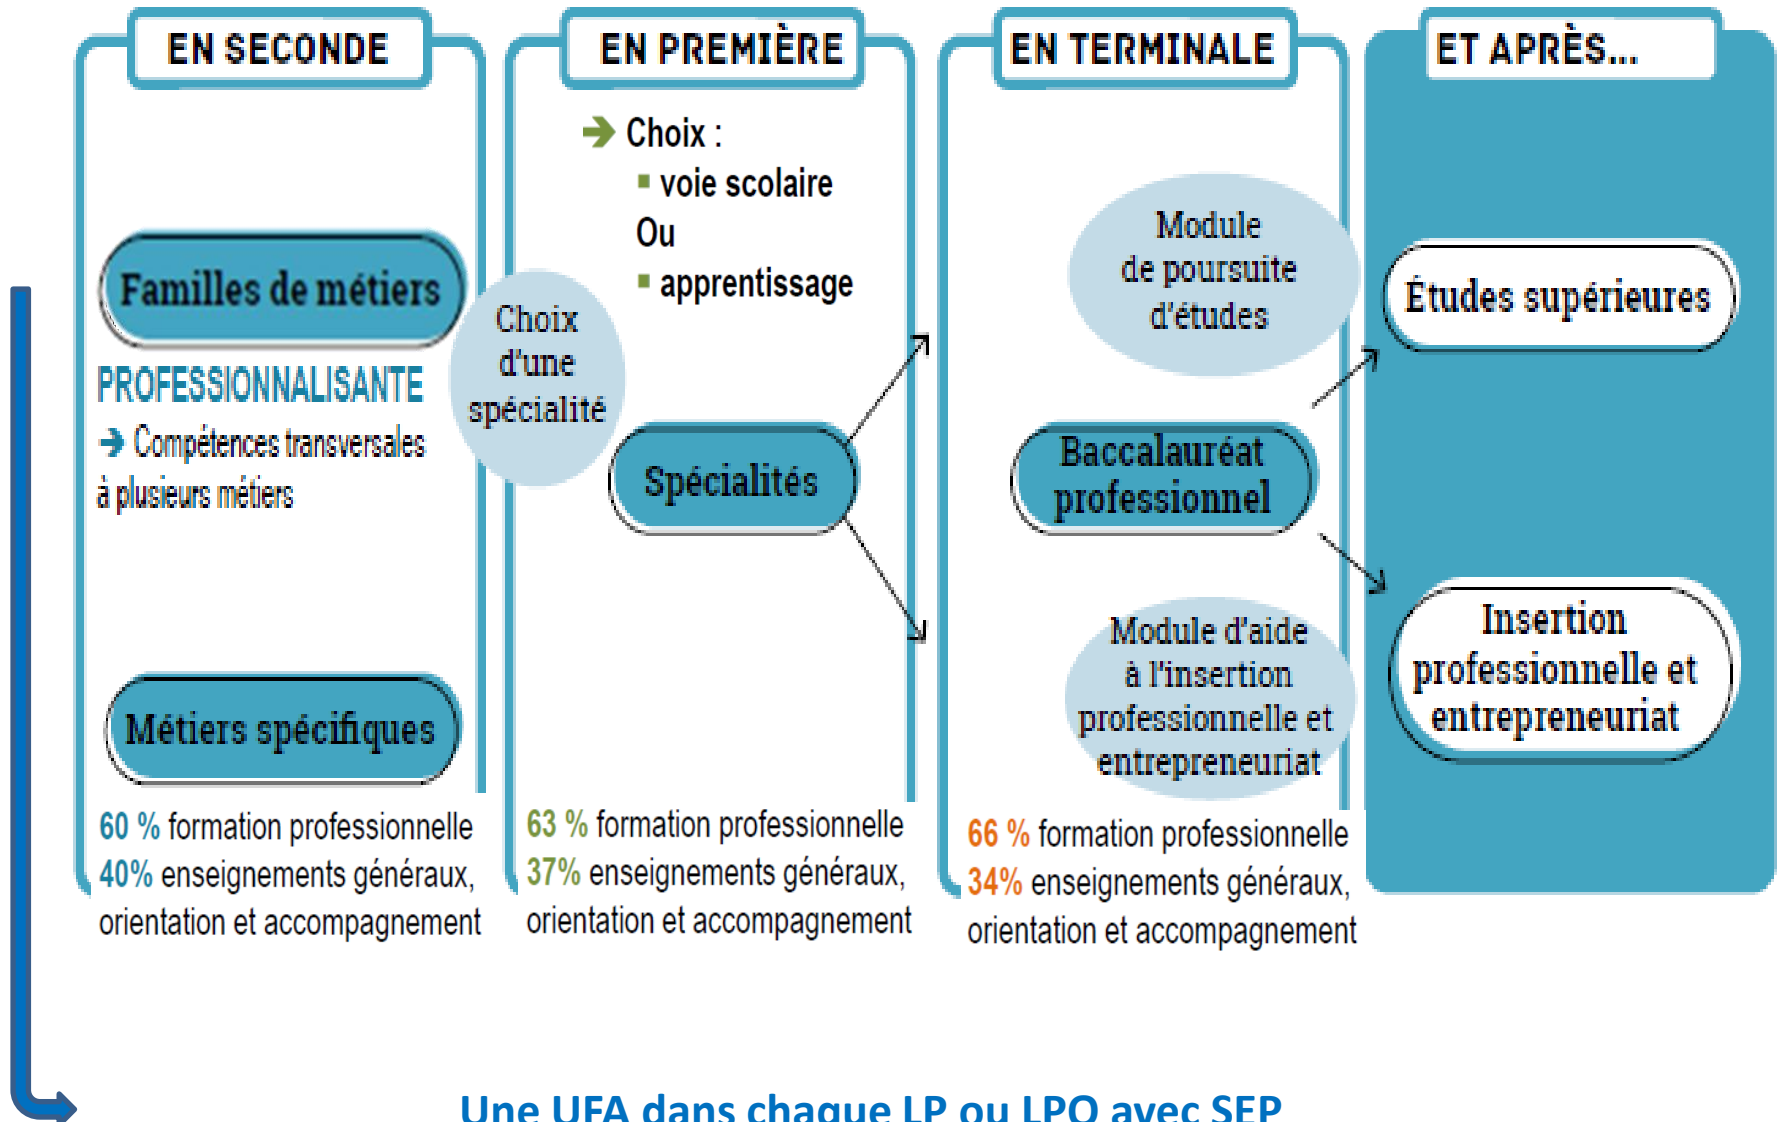 EN SECONDE
Familles de métiers
PROFESSIONNALISANTE
➔ Compétences transversales
à plusieurs métiers
Métiers spécifiques
60 % formation professionnelle
40% enseignements généraux,
orientation et accompagnement
Choix
d'une
spécialité
EN PREMIÈRE
➔ Choix :
▪ voie scolaire
Ou
▪ apprentissage
Spécialités
63 % formation professionnelle
37% enseignements généraux,
orientation et accompagnement
EN TERMINALE
Module
de poursuite
d'études
Baccalauréat
professionnel
Module d'aide
à l'insertion
professionnelle et
entrepreneuriat
66 % formation professionnelle
34% enseignements généraux,
orientation et accompagnement
ET APRÈS...
Études supérieures
Insertion
professionnelle et
entrepreneuriat
Une UFA dans chaque LP ou LPO avec SEP